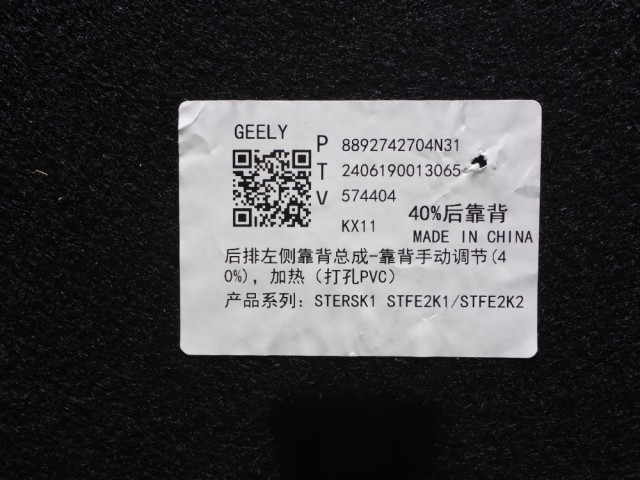 GEELY
P 8892742704N31
T 2406190013065
V 574404
KX11 40%后靠背
MADE IN CHINA
后排左侧靠背总成-靠背手动调节(4
0%)，加热（打孔PVC）
产品系列：STERSK1 STFE2K1/STFE2K2